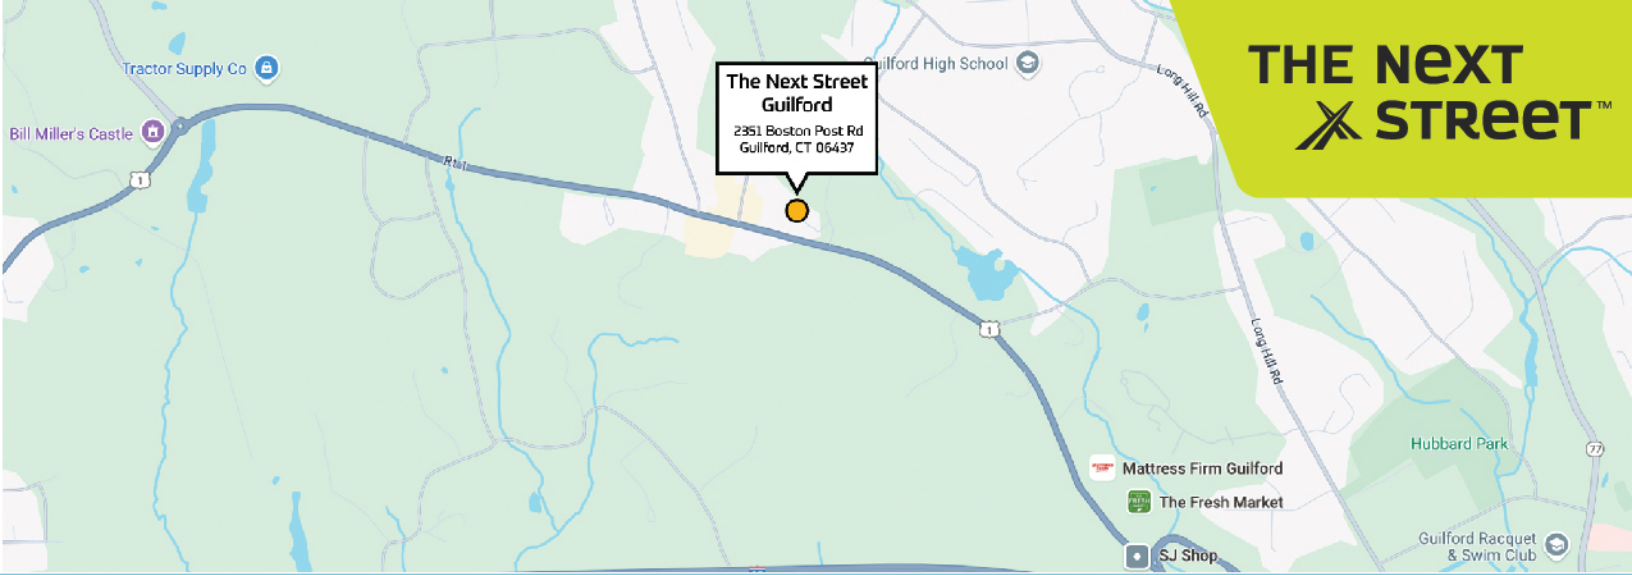 THE NEXT
STREET™
Tractor Supply Co
Bill Miller's Castle
1
Rt 1
The Next Street
Guilford
2351 Boston Post Rd
Guilford, CT 06437
uilford High School
Long Hill Rd
1
Long Hill Rd
Hubbard Park
77
Mattress Firm Guilford
The Fresh Market
SJ Shop
Guilford Racquet
& Swim Club